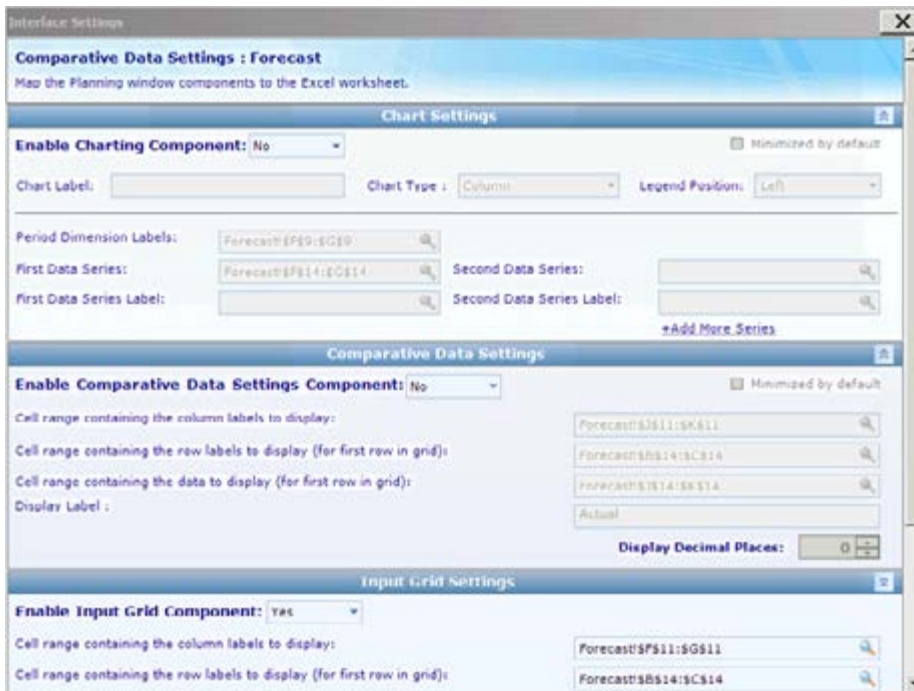 Interface Settings
Comparative Data Settings : Forecast
Map the Planning window components to the Excel worksheet.
Chart Settings
Enable Charting Component: No Minimized by default
Chart Label: Chart Type : Column Legend Position: Left
Period Dimension Labels: Forecast!$F$9:$G$9
First Data Series: Forecast!$F$14:$G$14 Second Data Series:
First Data Series Label: Second Data Series Label:
+Add More Series
Comparative Data Settings
Enable Comparative Data Settings Component: No Minimized by default
Cell range containing the column labels to display: Forecast!$J$11:$K$11
Cell range containing the row labels to display (for first row in grid): Forecast!$B$14:$C$14
Cell range containing the data to display (for first row in grid): Forecast!$J$14:$K$14
Display Label : Actual
Display Decimal Places: 0
Input Grid Settings
Enable Input Grid Component: Yes
Cell range containing the column labels to display: Forecast!$F$11:$G$11
Cell range containing the row labels to display (for first row in grid): Forecast!$B$14:$C$14